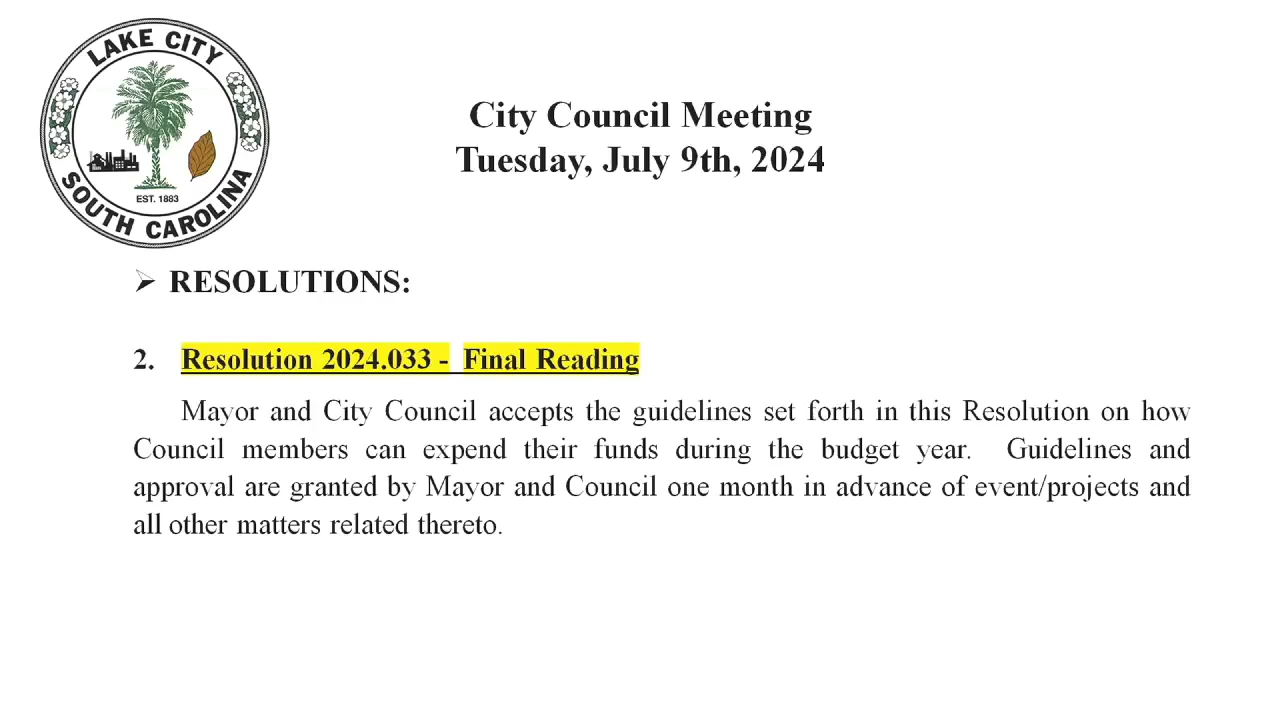 LAKE CITY
EST. 1883
SOUTH CAROLINA
City Council Meeting
Tuesday, July 9th, 2024
➢ RESOLUTIONS:
2. Resolution 2024.033 - Final Reading
Mayor and City Council accepts the guidelines set forth in this Resolution on how
Council members can expend their funds during the budget year. Guidelines and
approval are granted by Mayor and Council one month in advance of event/projects and
all other matters related thereto.